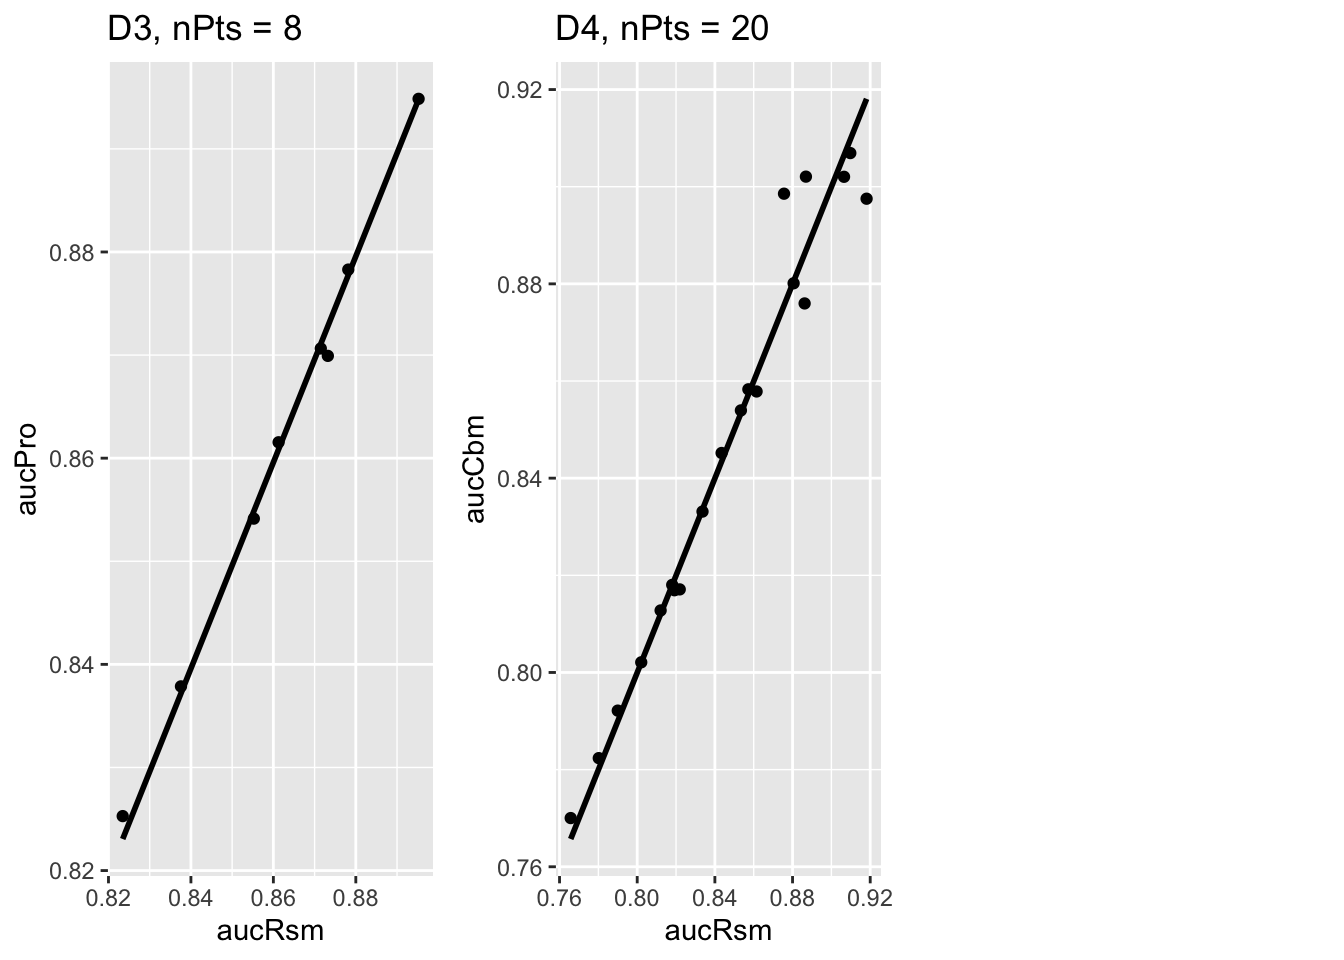 D3, nPts = 8
aucPro
0.88
0.86
0.84
0.82
0.82 0.84 0.86 0.88
aucRsm
D4, nPts = 20
aucCbm
0.92
0.88
0.84
0.80
0.76
0.76 0.80 0.84 0.88 0.92
aucRsm